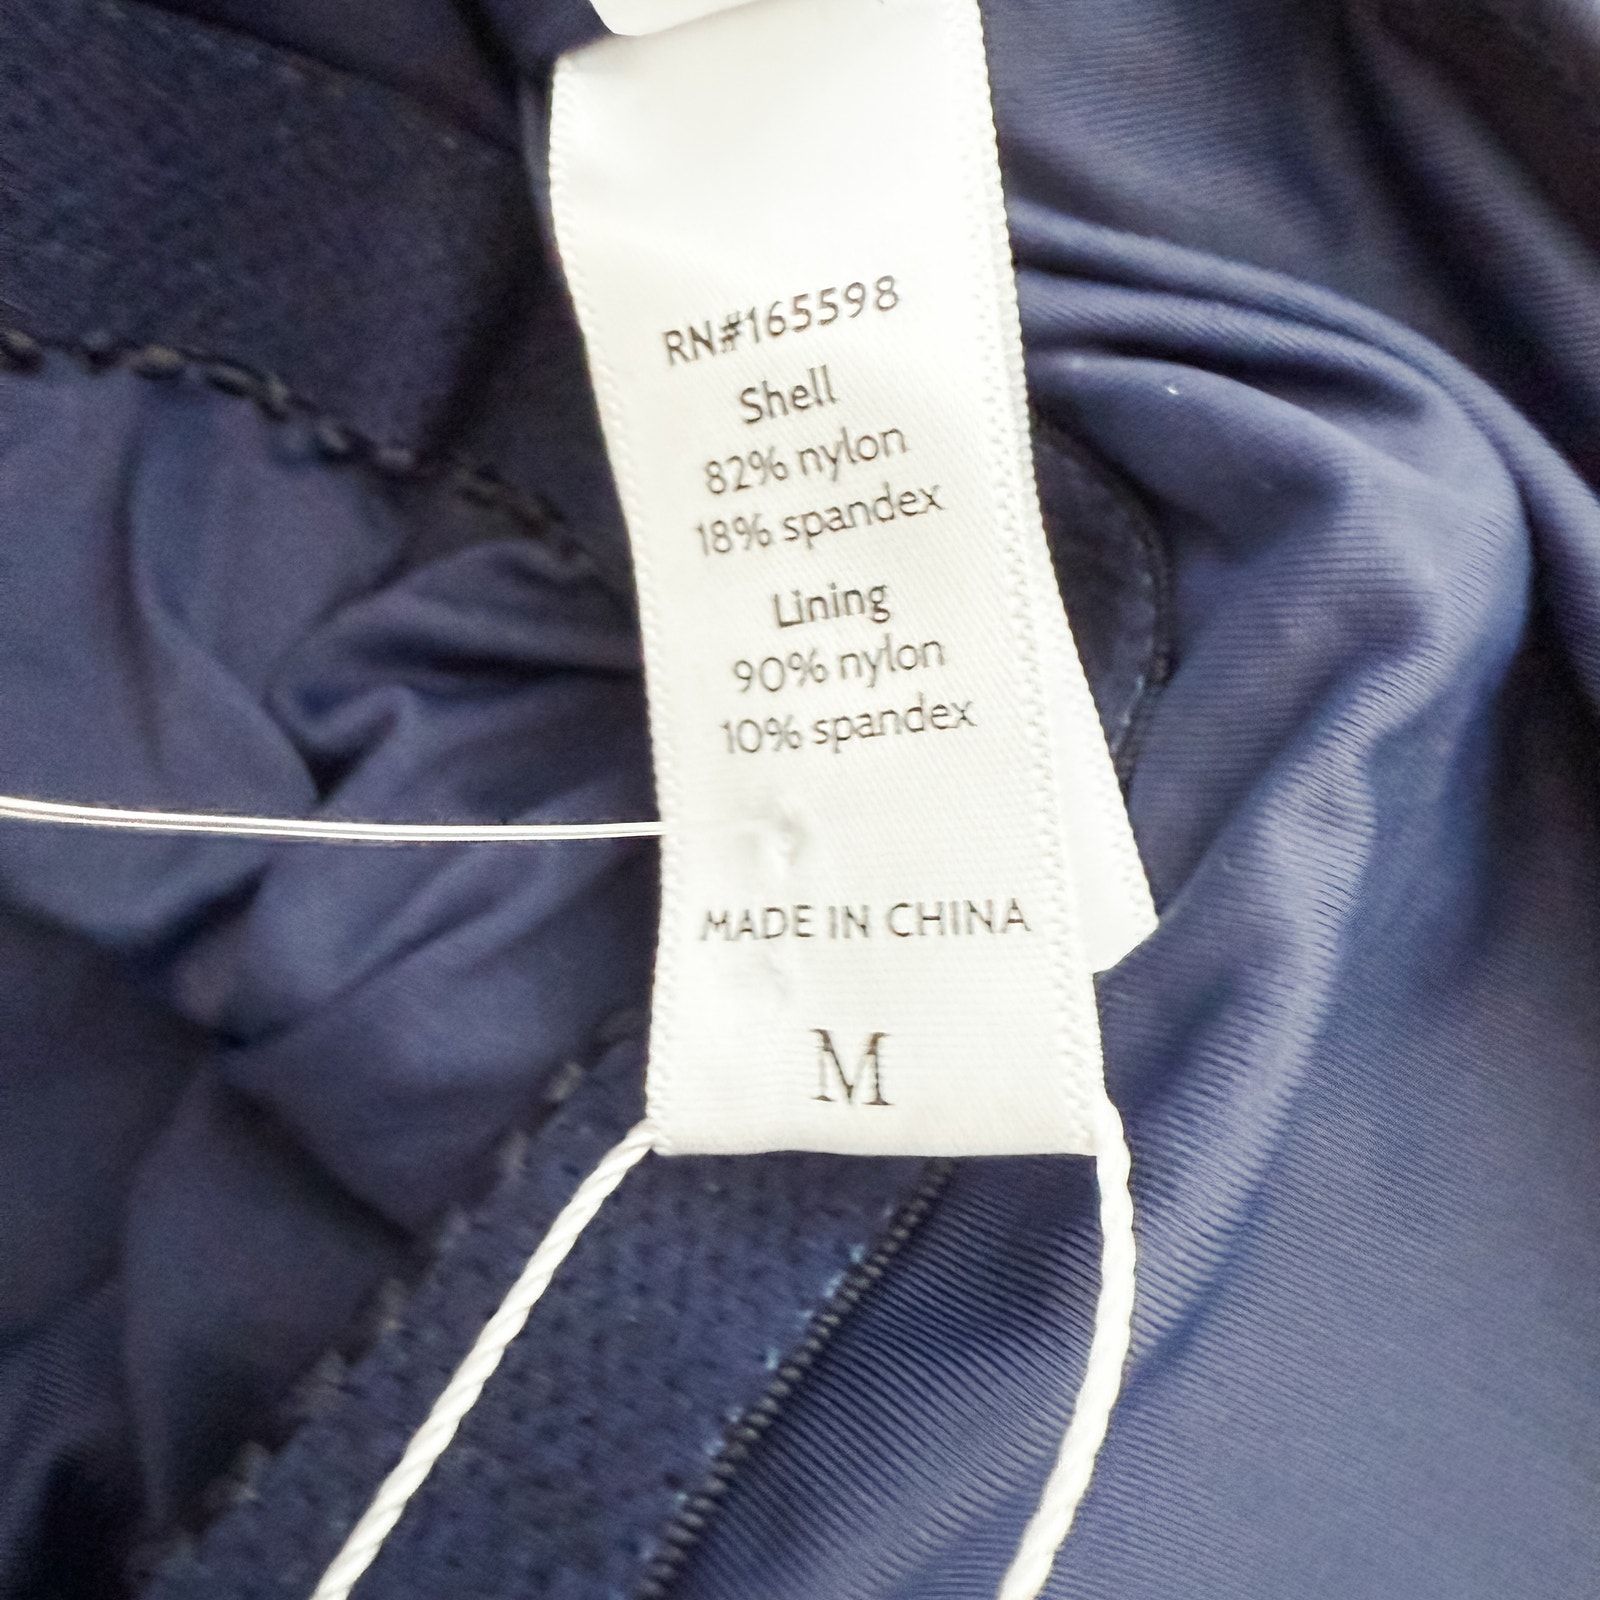 RN#165598
Shell
82% nylon
18% spandex
Lining
90% nylon
10% spandex
MADE IN CHINA
M